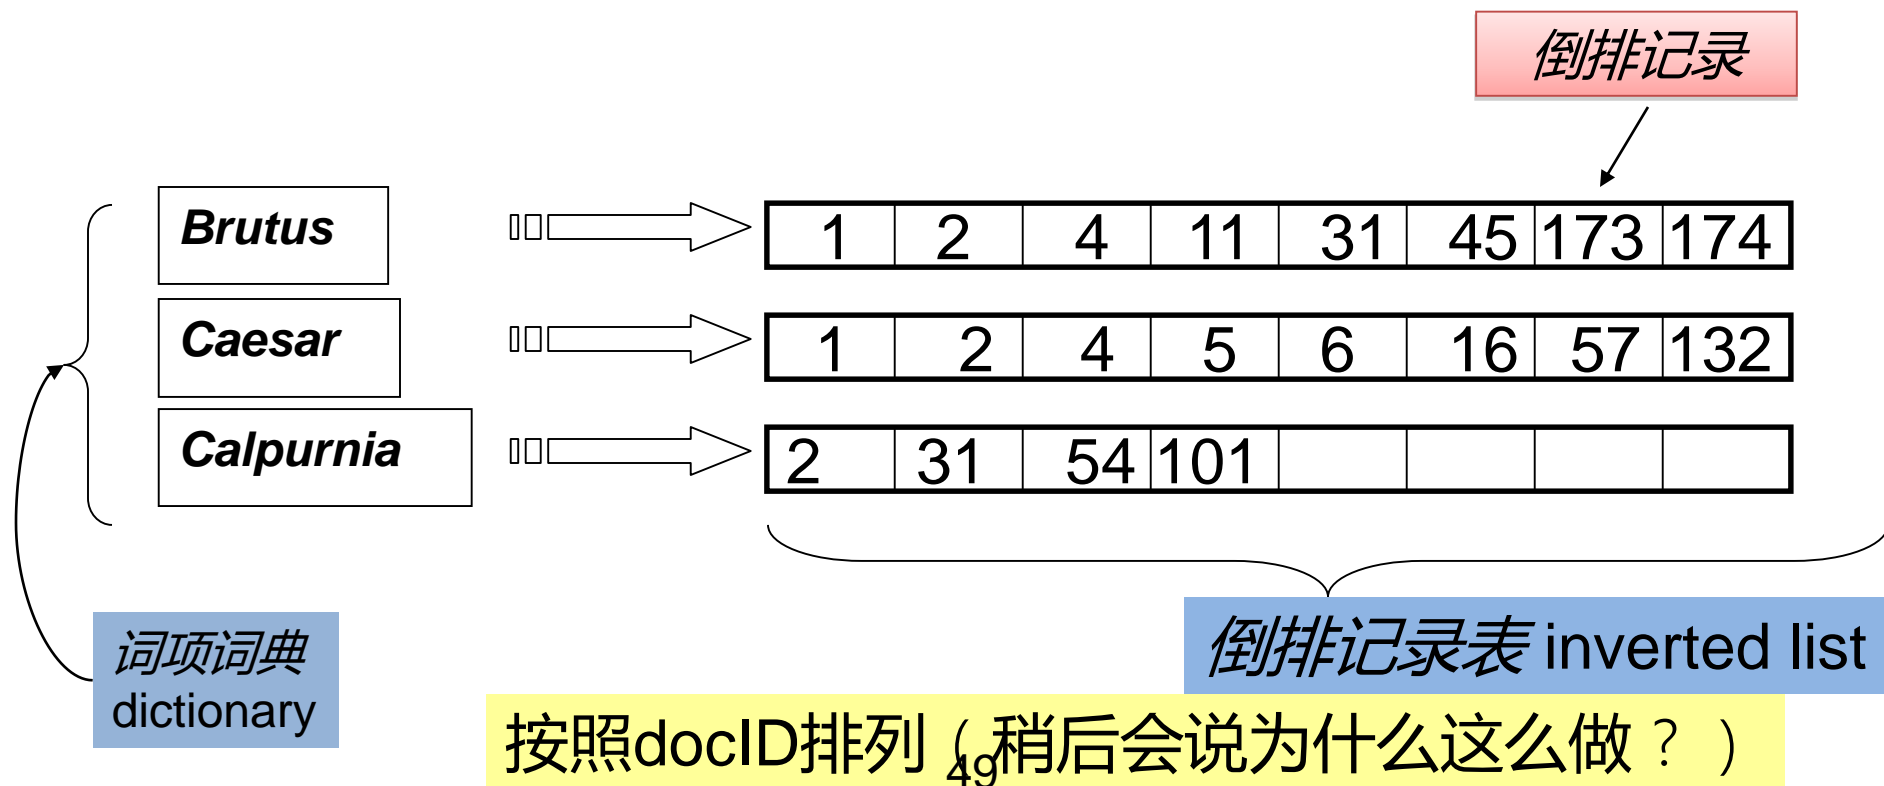 倒排记录
Brutus
1 2 4 11 31 45 173 174
Caesar
1 2 4 5 6 16 57 132
Calpurnia
2 31 54 101
词项词典
dictionary
倒排记录表 inverted list
按照docID排列（稍后会说为什么这么做？）
49